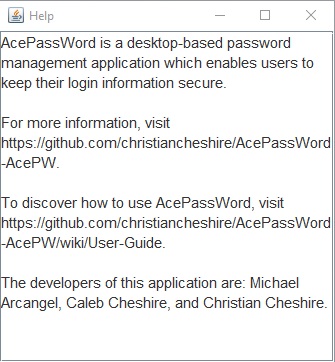 Help
AcePassWord is a desktop-based password
management application which enables users to
keep their login information secure.
For more information, visit
https://github.com/christiancheshire/AcePassWord
-AcePW.
To discover how to use AcePassWord, visit
https://github.com/christiancheshire/AcePassWord
-AcePW/wiki/User-Guide.
The developers of this application are: Michael
Arcangel, Caleb Cheshire, and Christian Cheshire.